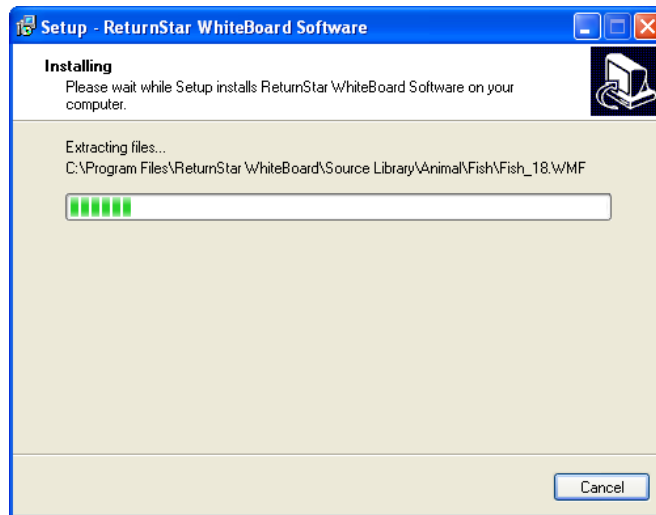 Setup - ReturnStar WhiteBoard Software
Installing
Please wait while Setup installs ReturnStar WhiteBoard Software on your
computer.
Extracting files...
C:\Program Files\ReturnStar WhiteBoard\Source Library\Animal\Fish\Fish_18.WMF
Cancel